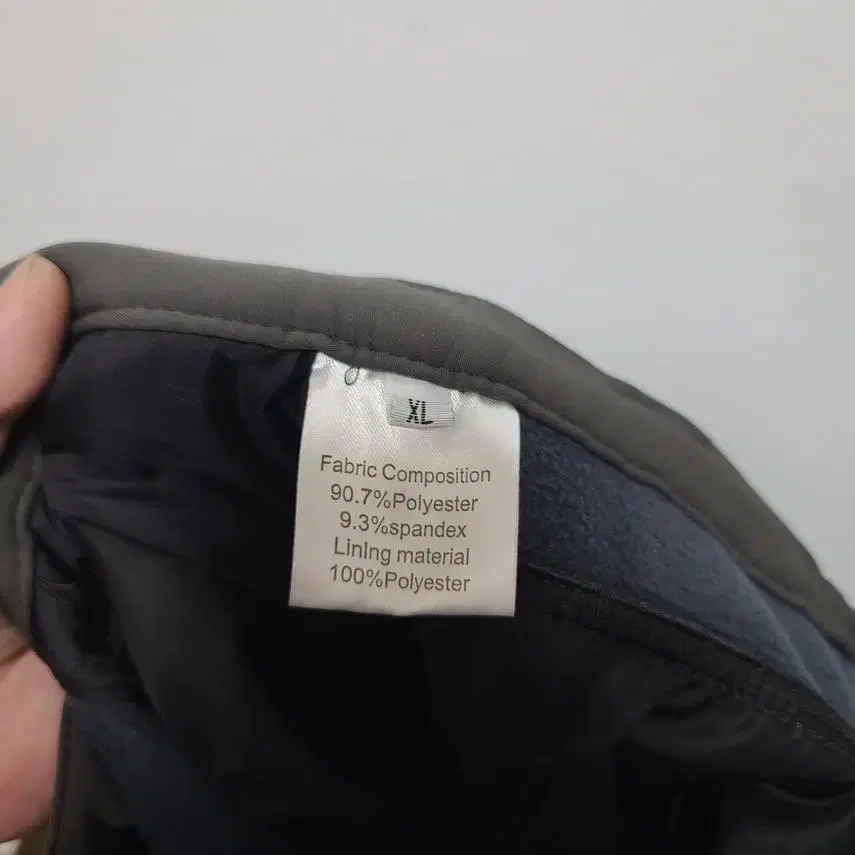 XL
Fabric Composition
90.7%Polyester
9.3%spandex
LinIng material
100%Polyester